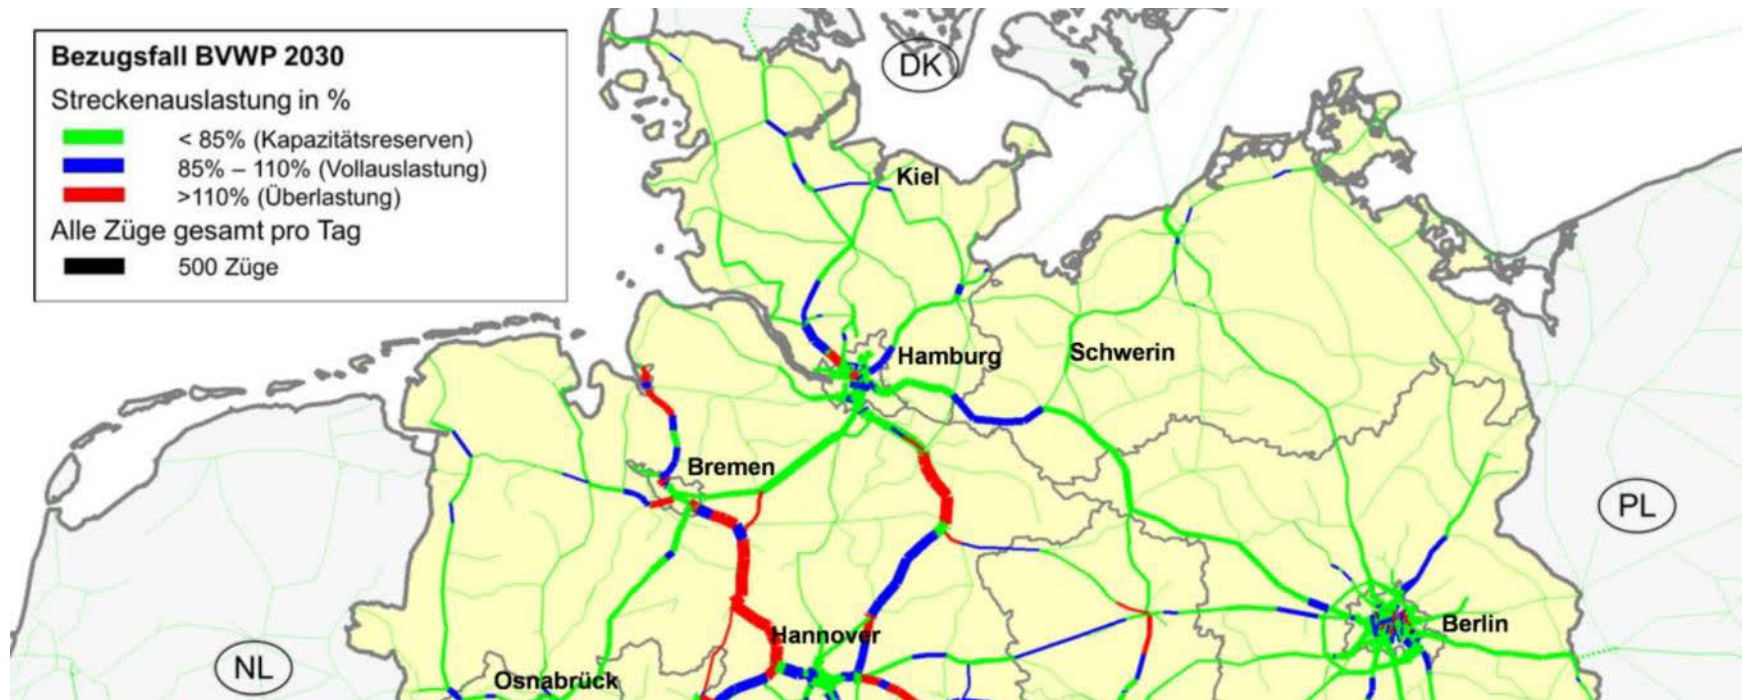 Bezugsfall BVWP 2030
Streckenauslastung in %
< 85% (Kapazitätsreserven)
85% – 110% (Vollauslastung)
>110% (Überlastung)
Alle Züge gesamt pro Tag
500 Züge
DK
Kiel
Hamburg
Schwerin
Bremen
PL
Hannover
Berlin
NL
Osnabrück